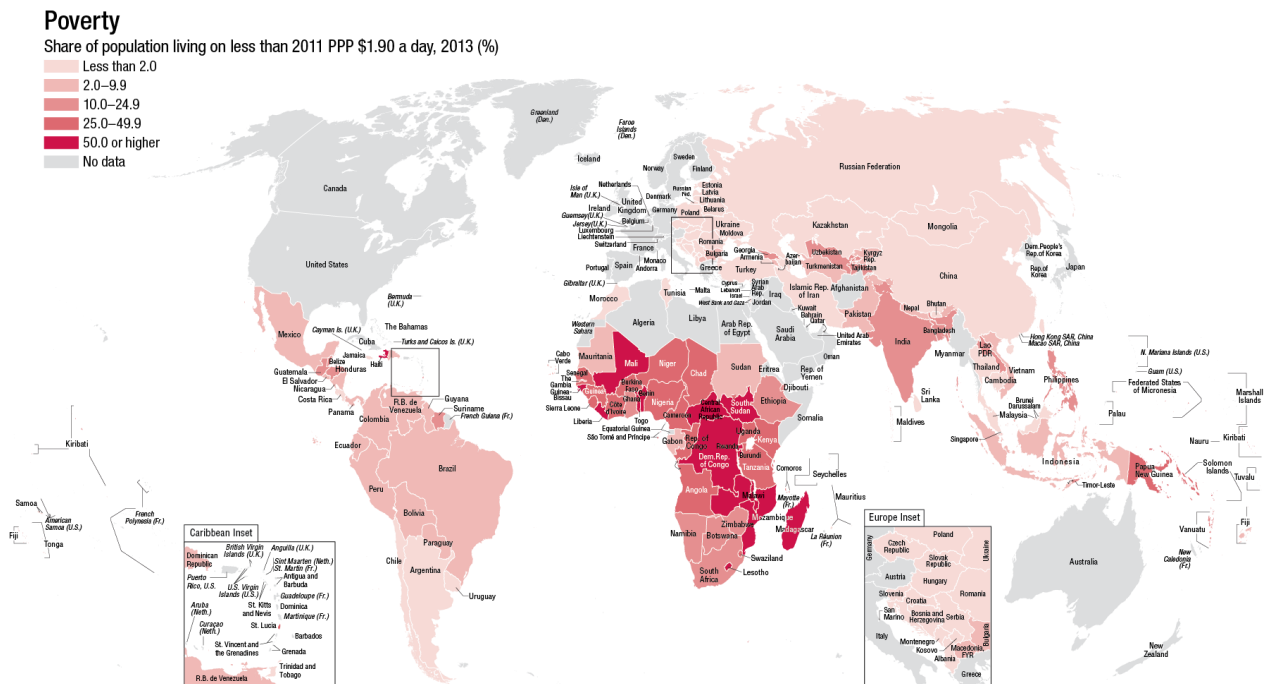 Poverty
Share of population living on less than 2011 PPP $1.90 a day, 2013 (%)
Less than 2.0
2.0–9.9
10.0–24.9
25.0–49.9
50.0 or higher
No data
Greenland
(Den.)
Faroe
Islands
(Den.)
Iceland
Norway
Sweden
Finland
Russian Federation
Canada
United States
Netherlands
Isle of
Man (U.K.)
United
Kingdom
Ireland
Denmark
Russian
Fed.
Estonia
Latvia
Lithuania
Belarus
Germany
Poland
Guernsey(U.K.)
Jersey(U.K.)
Belgium
Luxembourg
Liechtenstein
Switzerland
France
Ukraine
Moldova
Romania
Bulgaria
Portugal
Spain
Monaco
Andorra
Greece
Gibraltar (U.K.)
Georgia
Armenia
Azer-
baijan
Turkey
Kazakhstan
Mongolia
Uzbekistan
Kyrgyz
Rep.
Turkmenistan
Tajikistan
Dem.People's
Rep.of Korea
Rep.of
Korea
Japan
China
Morocco
Tunisia
Malta
Cyprus
Lebanon
Israel
West Bank and Gaza
Syrian
Arab
Rep.
Jordan
Iraq
Islamic Rep.
of Iran
Afghanistan
Kuwait
Bahrain
Qatar
Pakistan
Nepal
Bhutan
Bangladesh
India
Myanmar
Hong Kong SAR, China
Macao SAR, China
Bermuda
(U.K.)
Mexico
Cayman Is. (U.K.)
The Bahamas
Cuba
Turks and Caicos Is. (U.K.)
Jamaica
Haiti
Belize
Honduras
Guatemala
El Salvador
Nicaragua
Costa Rica
Panama
R.B. de
Venezuela
Guyana
Suriname
French Guiana (Fr.)
Colombia
Ecuador
Brazil
Peru
Bolivia
Paraguay
Chile
Argentina
Uruguay
Western
Sahara
Algeria
Libya
Arab Rep.
of Egypt
Saudi
Arabia
United Arab
Emirates
Oman
Rep. of
Yemen
Cabo
Verde
Mauritania
Mali
Niger
Chad
Sudan
Eritrea
Djibouti
Senegal
The
Gambia
Guinea-
Bissau
Guinea
Sierra Leone
Liberia
Burkina
Faso
Côte
d'Ivoire
Ghana
Benin
Togo
Nigeria
Cameroon
Central
African
Republic
South
Sudan
Ethiopia
Somalia
Equatorial Guinea
São Tomé and Príncipe
Gabon
Rep. of
Congo
Dem.Rep.
of Congo
Uganda
Kenya
Rwanda
Burundi
Tanzania
Angola
Malawi
Mozambique
Zimbabwe
Namibia
Botswana
Swaziland
Lesotho
South
Africa
Comoros
Mayotte
(Fr.)
Madagascar
Seychelles
Mauritius
La Réunion
(Fr.)
Sri
Lanka
Maldives
Lao
PDR
Thailand
Vietnam
Cambodia
Philippines
Brunei
Darussalam
Malaysia
Singapore
Indonesia
Timor-Leste
Papua
New Guinea
N. Mariana Islands (U.S.)
Guam (U.S.)
Federated States
of Micronesia
Palau
Marshall
Islands
Nauru
Kiribati
Solomon
Islands
Tuvalu
Vanuatu
Fiji
New
Caledonia
(Fr.)
Australia
New
Zealand
Kiribati
Samoa
American
Samoa (U.S.)
Fiji
Tonga
French
Polynesia (Fr.)
Caribbean Inset
Dominican
Republic
British Virgin
Islands (U.K.)
Anguilla (U.K.)
Sint Maarten (Neth.)
St. Martin (Fr.)
Antigua and
Barbuda
Puerto
Rico, U.S.
U.S. Virgin
Islands (U.S.)
Guadeloupe (Fr.)
St. Kitts
and Nevis
Dominica
Martinique (Fr.)
Aruba
(Neth.)
Curaçao
(Neth.)
St. Lucia
Barbados
St. Vincent and
the Grenadines
Grenada
Trinidad and
Tobago
R.B. de Venezuela
Europe Inset
Germany
Poland
Czech
Republic
Ukraine
Slovak
Republic
Austria
Hungary
Slovenia
Romania
Croatia
San
Marino
Bosnia and
Herzegovina
Serbia
Italy
Montenegro
Kosovo
Bulgaria
Macedonia,
FYR
Albania
Greece